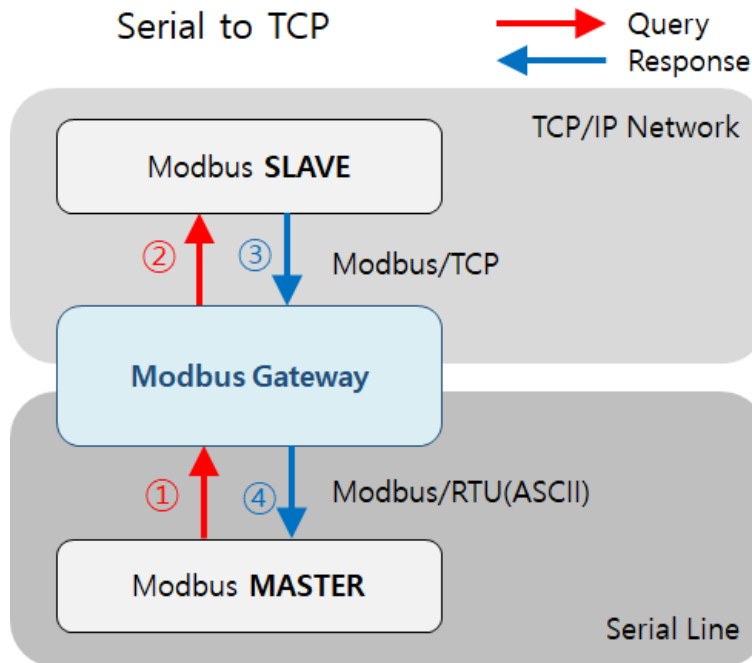 Serial to TCP
Query
Response
TCP/IP Network
Modbus SLAVE
②
③
Modbus/TCP
Modbus Gateway
①
④
Modbus/RTU(ASCII)
Modbus MASTER
Serial Line